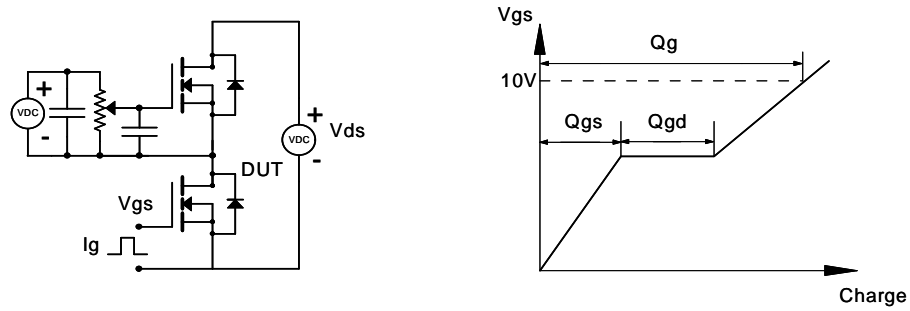 +
VDC
-
+
VDC
-
Vds
DUT
Vgs
Ig
Vgs
Qg
10V
Qgs
Qgd
Charge